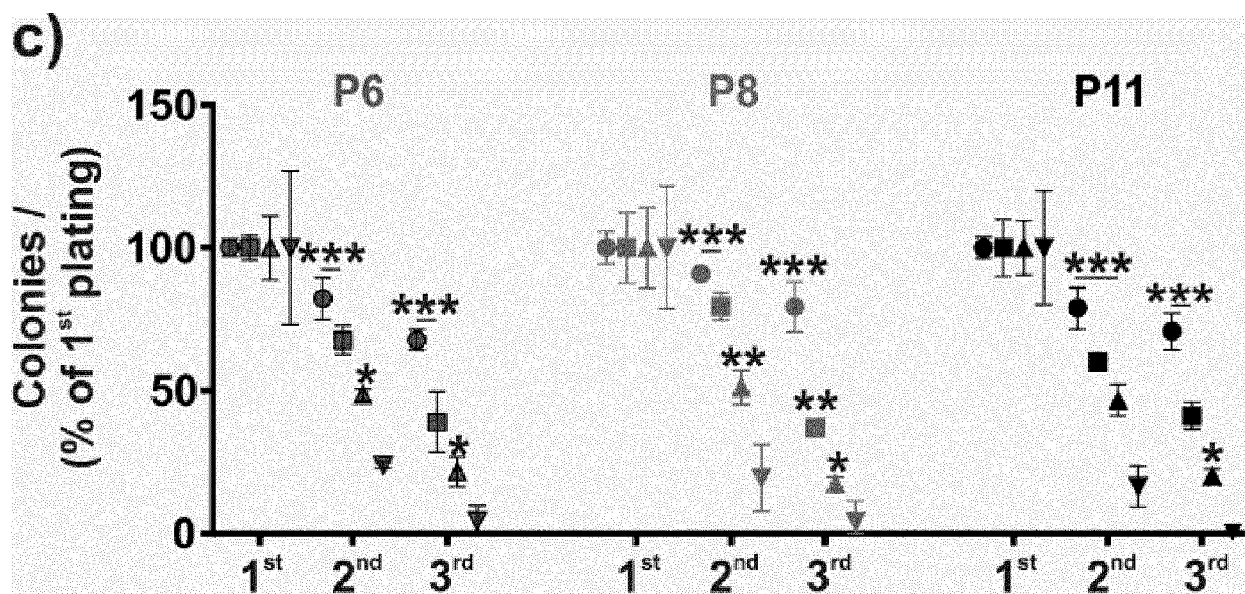 c)
P6 P8 P11
150
100
50
0
Colonies /
(% of 1st plating)
*** *** *** *** *** ***
* * ** ** * *
1st 2nd 3rd 1st 2nd 3rd 1st 2nd 3rd